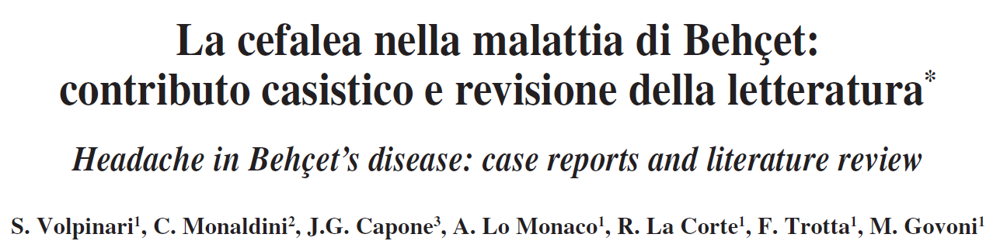 La cefalea nella malattia di Behçet:
contributo casistico e revisione della letteratura*
Headache in Behçet’s disease: case reports and literature review
S. Volpinari¹, C. Monaldini², J.G. Capone³, A. Lo Monaco¹, R. La Corte¹, F. Trotta¹, M. Govoni¹